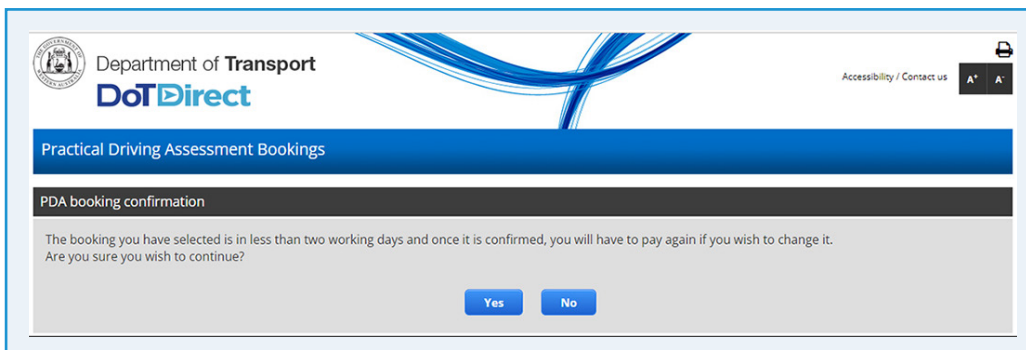 Department of Transport
DoTDirect
Accessibility / Contact us
A+ A-
Practical Driving Assessment Bookings
PDA booking confirmation
The booking you have selected is in less than two working days and once it is confirmed, you will have to pay again if you wish to change it.
Are you sure you wish to continue?
Yes No